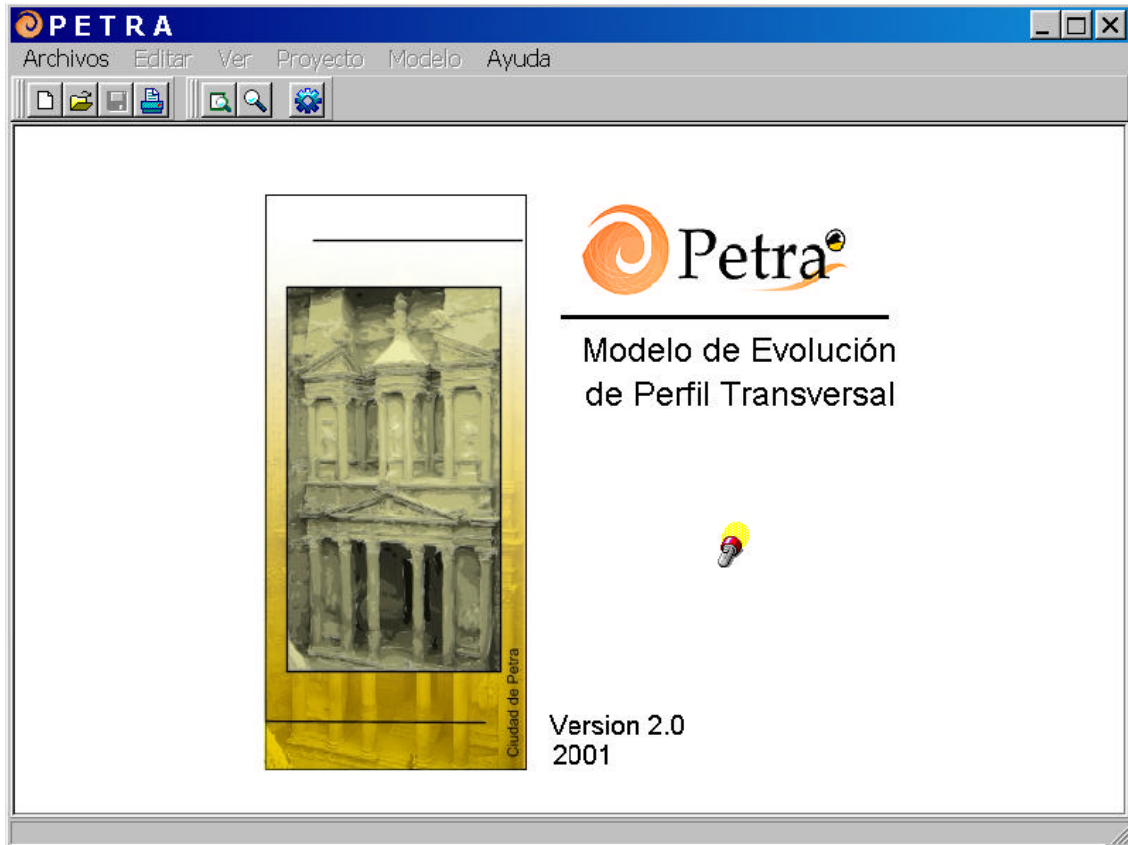 PETRA
Archivos Editar Ver Proyecto Modelo Ayuda
Petra
Modelo de Evolución
de Perfil Transversal
Ciudad de Petra
Version 2.0
2001